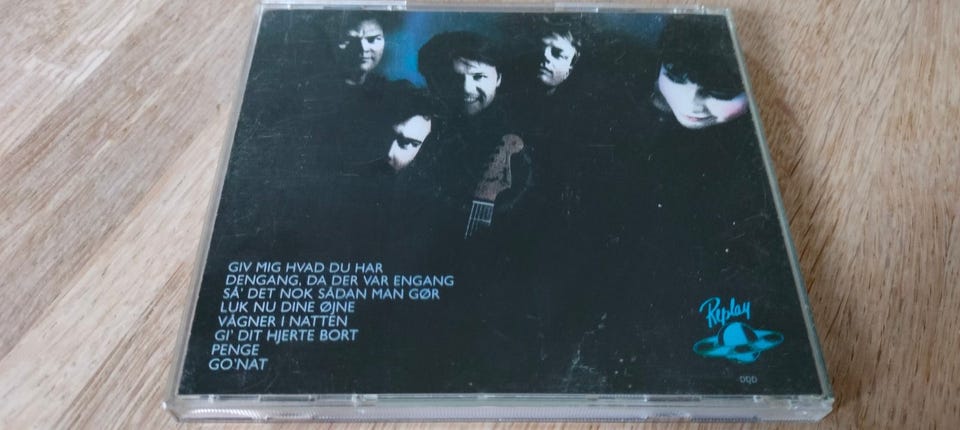 GIV MIG HVAD DU HAR
DENGANG, DA DER VAR ENGANG
SÅ' DET NOK SÅDAN MAN GØR
LUK NU DINE ØJNE
VÅGNER I NATTEN
GI' DIT HJERTE BORT
PENGE
GO'NAT
Replay
DDD